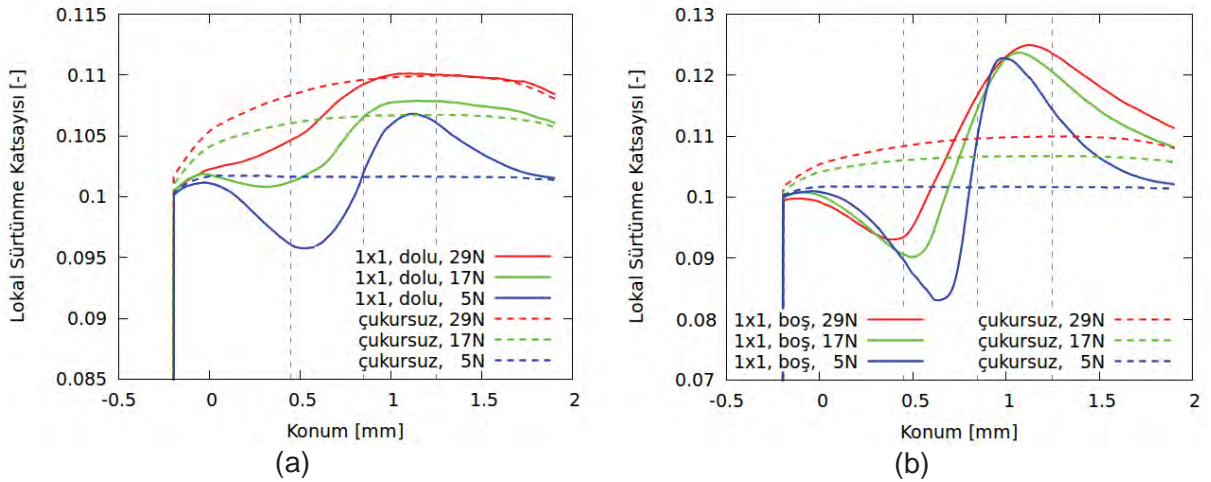 0.115
0.11
0.105
0.1
0.095
0.09
0.085
-0.5
0
0.5
1
1.5
2
Lokal Sürtünme Katsayısı [-]
Konum [mm]
1x1, dolu, 29N
1x1, dolu, 17N
1x1, dolu, 5N
çukursuz, 29N
çukursuz, 17N
çukursuz, 5N
(a)
0.13
0.12
0.11
0.1
0.09
0.08
0.07
-0.5
0
0.5
1
1.5
2
Lokal Sürtünme Katsayısı [-]
Konum [mm]
1x1, boş, 29N
1x1, boş, 17N
1x1, boş, 5N
çukursuz, 29N
çukursuz, 17N
çukursuz, 5N
(b)